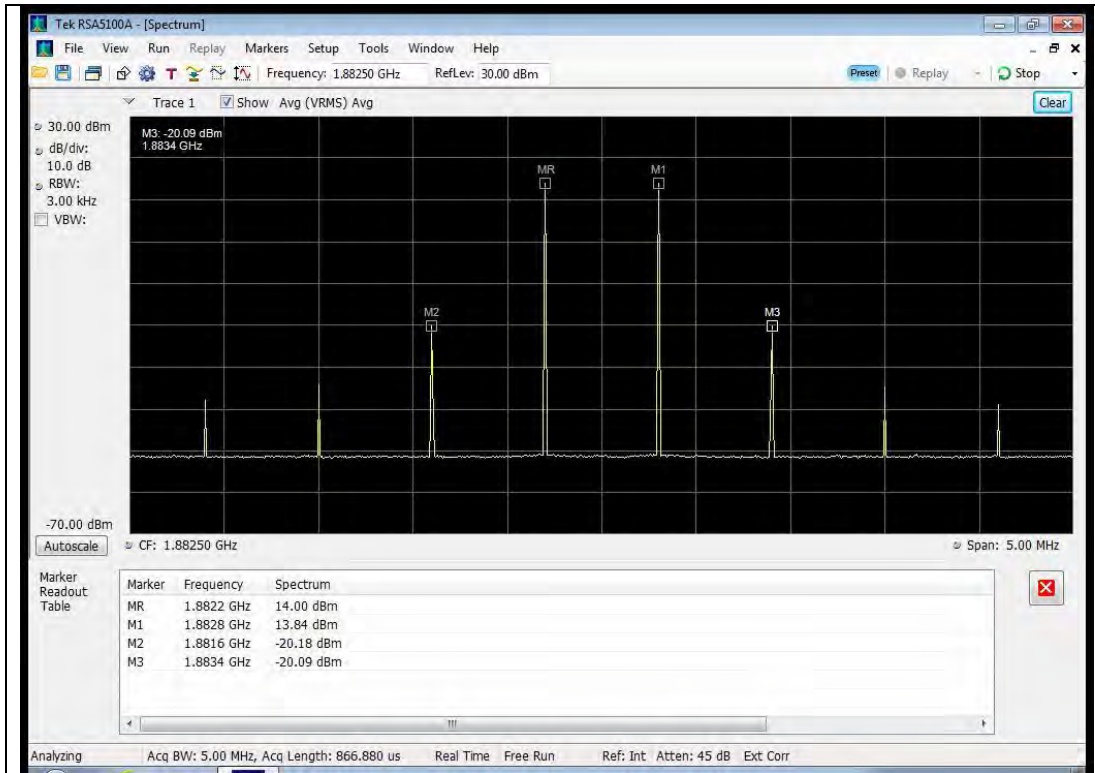 Tek RSA5100A - [Spectrum]
File View Run Replay Markers Setup Tools Window Help
T Frequency: 1.88250 GHz RefLev: 30.00 dBm Preset Replay Stop
Trace 1 Show Avg (VRMS) Avg Clear
30.00 dBm
dB/div:
10.0 dB
RBW:
3.00 kHz
VBW:
M3: -20.09 dBm
1.8834 GHz
MR
M1
M2
M3
-70.00 dBm
Autoscale CF: 1.88250 GHz Span: 5.00 MHz
Marker
Readout
Table
Marker Frequency Spectrum
MR 1.8822 GHz 14.00 dBm
M1 1.8828 GHz 13.84 dBm
M2 1.8816 GHz -20.18 dBm
M3 1.8834 GHz -20.09 dBm
Analyzing Acq BW: 5.00 MHz, Acq Length: 866.880 us Real Time Free Run Ref: Int Atten: 45 dB Ext Corr